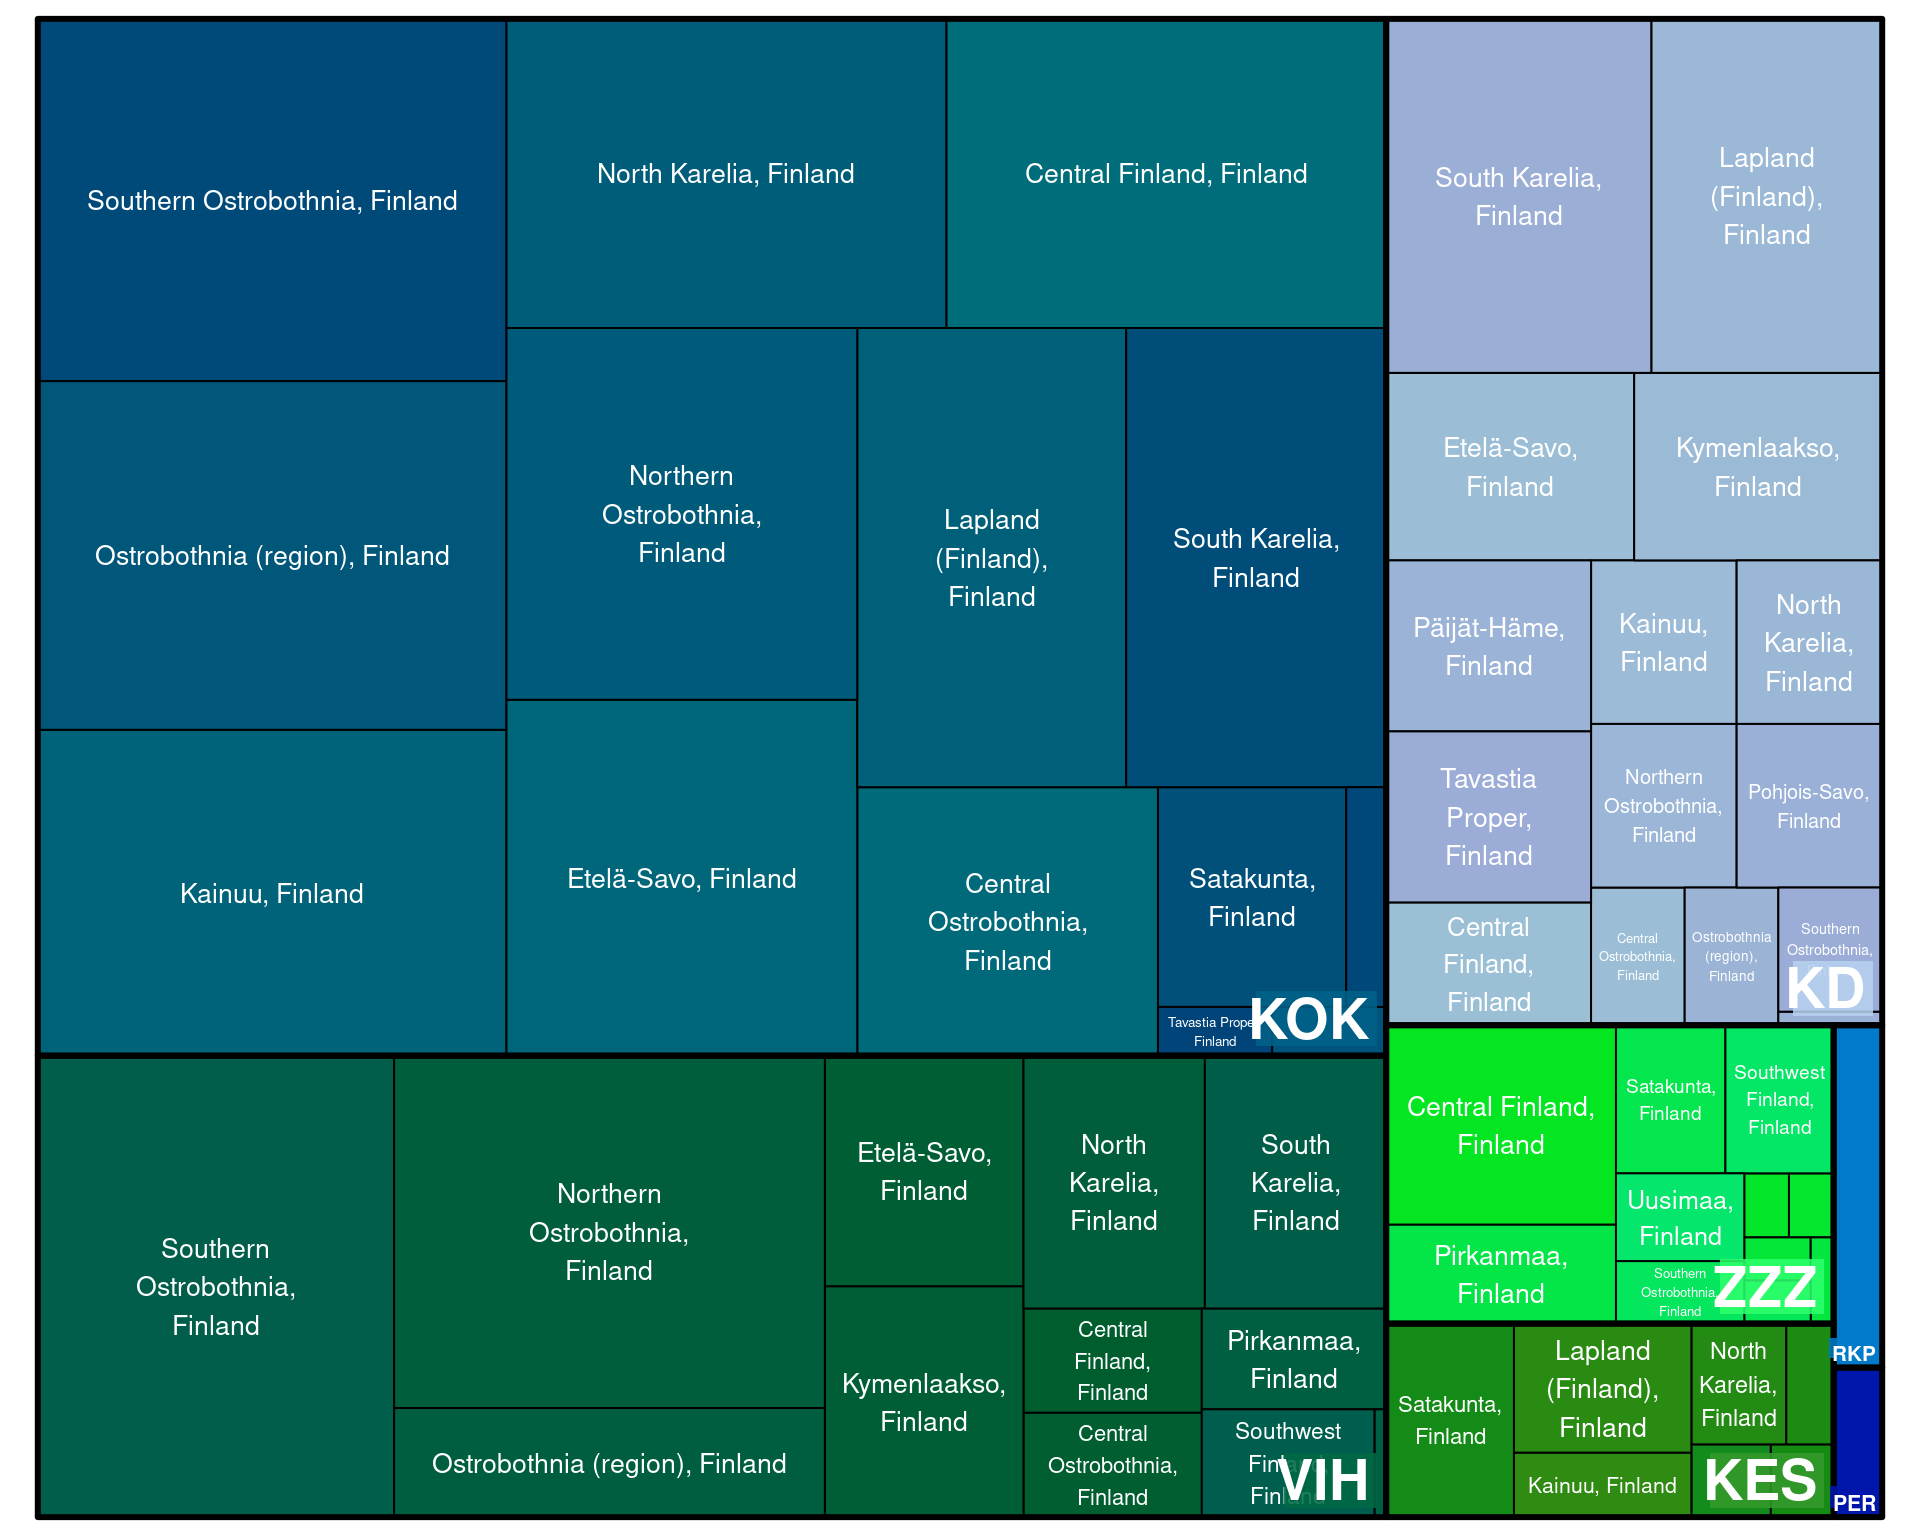 Southern Ostrobothnia, Finland
North Karelia, Finland
Central Finland, Finland
Ostrobothnia (region), Finland
Northern
Ostrobothnia,
Finland
Lapland
(Finland),
Finland
South Karelia,
Finland
Kainuu, Finland
Etelä-Savo, Finland
Central
Ostrobothnia,
Finland
Satakunta,
Finland
Tavastia Prope
Finland
KOK
South Karelia,
Finland
Lapland
(Finland),
Finland
Etelä-Savo,
Finland
Kymenlaakso,
Finland
Päijät-Häme,
Finland
Kainuu,
Finland
North
Karelia,
Finland
Tavastia
Proper,
Finland
Northern
Ostrobothnia,
Finland
Pohjois-Savo,
Finland
Central
Finland,
Finland
Central
Ostrobothnia,
Finland
Ostrobothnia
(region),
Finland
Southern
Ostrobothnia,
KD
Southern
Ostrobothnia,
Finland
Northern
Ostrobothnia,
Finland
Ostrobothnia (region), Finland
Etelä-Savo,
Finland
Kymenlaakso,
Finland
North
Karelia,
Finland
South
Karelia,
Finland
Central
Finland,
Finland
Pirkanmaa,
Finland
Central
Ostrobothnia,
Finland
Southwest
Finland,
Finland
VIH
Central Finland,
Finland
Satakunta,
Finland
Southwest
Finland,
Finland
Pirkanmaa,
Finland
Uusimaa,
Finland
Southern
Ostrobothnia,
Finland
ZZZ
RKP
Satakunta,
Finland
Lapland
(Finland),
Finland
North
Karelia,
Finland
Kainuu, Finland
KES
PER